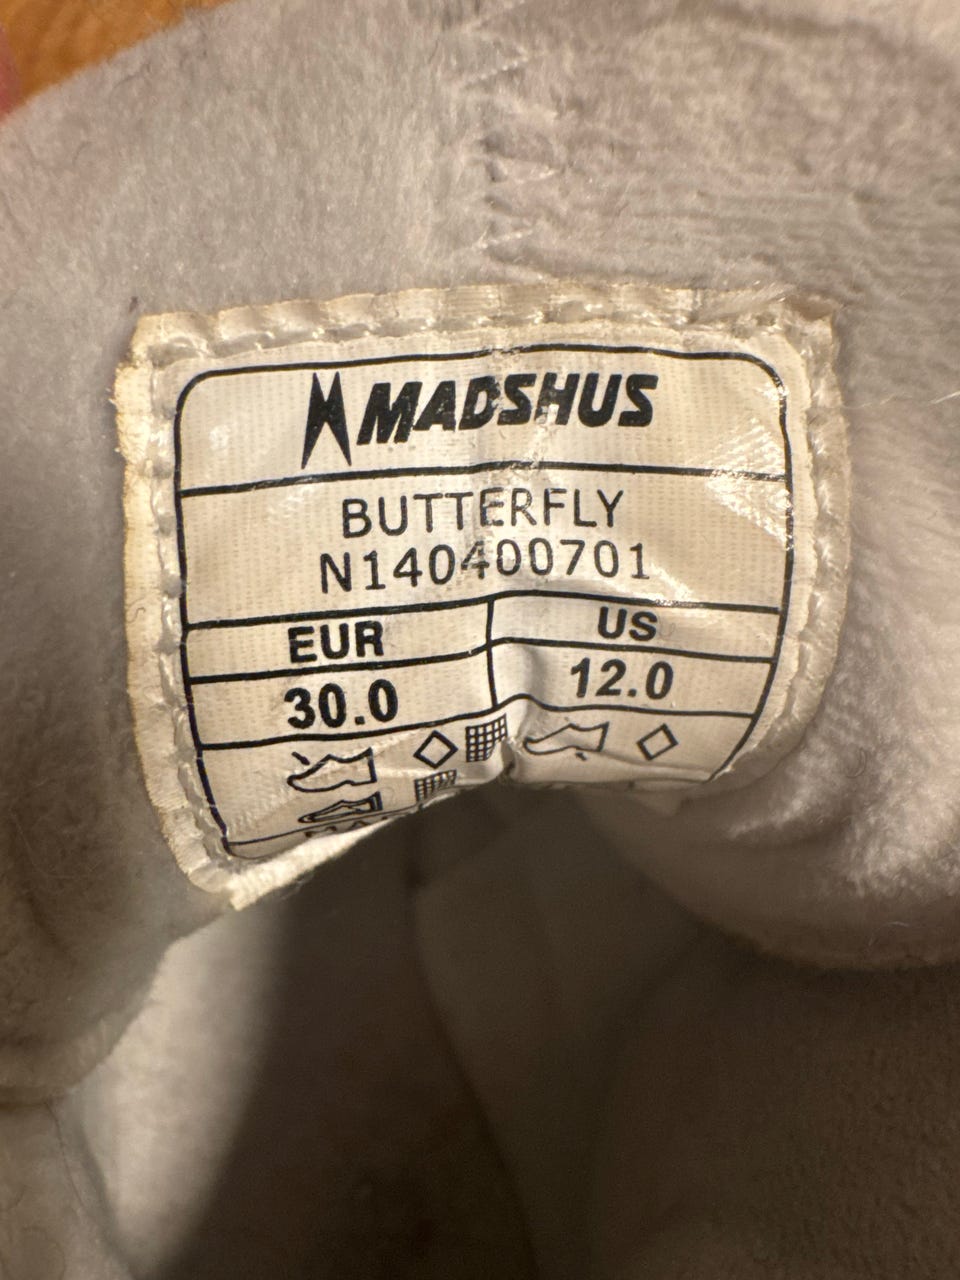 MADSHUS
BUTTERFLY
N140400701
EUR US
30.0 12.0